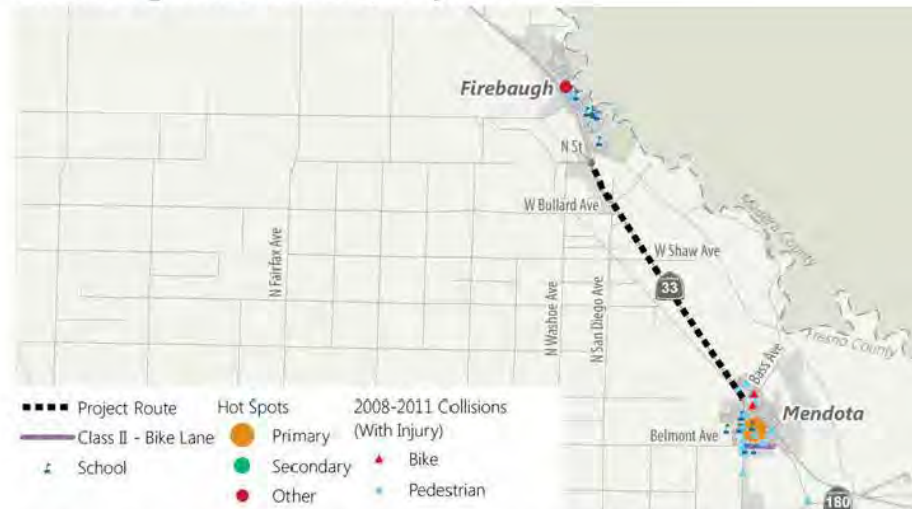 Firebaugh
N St
W Bullard Ave
Madera County
W Shaw Ave
N Fairfax Ave
33
N Washoe Ave
N San Diego Ave
Fresno County
Bass Ave
Mendota
Belmont Ave
180
Project Route
Class II - Bike Lane
School
Hot Spots
Primary
Secondary
Other
2008-2011 Collisions
(With Injury)
Bike
Pedestrian